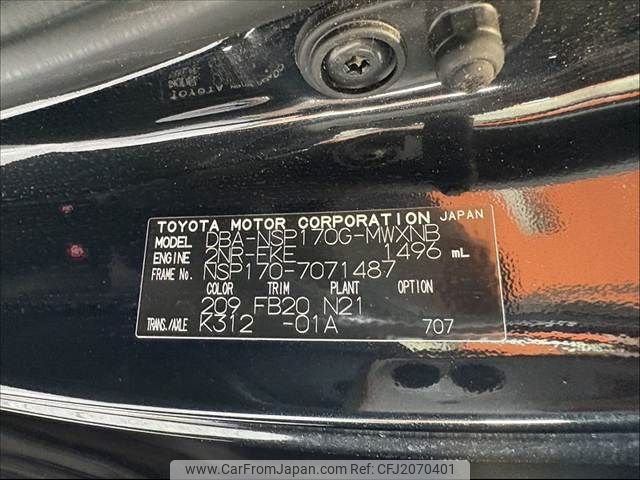 TOYOTA MOTOR CORPORATION JAPAN
MODEL DBA-NSP170G-MWXNB
ENGINE 2NR-FKE 1496 mL
FRAME No. NSP170-7071487
COLOR TRIM PLANT OPTION
209 FB20 N21
TRANS./AXLE K312 -01A 707
www.CarFromJapan.com | Ref No: CFJ2070401